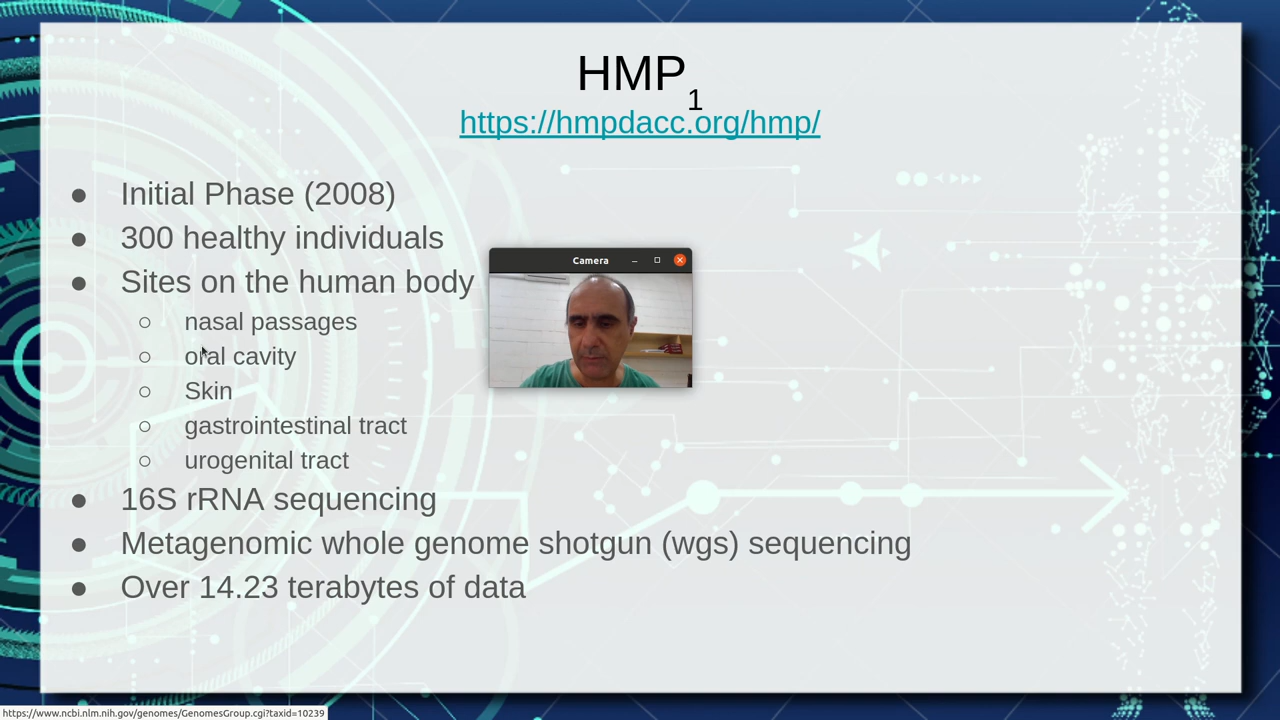 HMP1
https://hmpdacc.org/hmp/
● Initial Phase (2008)
● 300 healthy individuals
● Sites on the human body
○ nasal passages
○ oral cavity
○ Skin
○ gastrointestinal tract
○ urogenital tract
● 16S rRNA sequencing
● Metagenomic whole genome shotgun (wgs) sequencing
● Over 14.23 terabytes of data
Camera
https://www.ncbi.nlm.nih.gov/genomes/GenomesGroup.cgi?taxid=10239